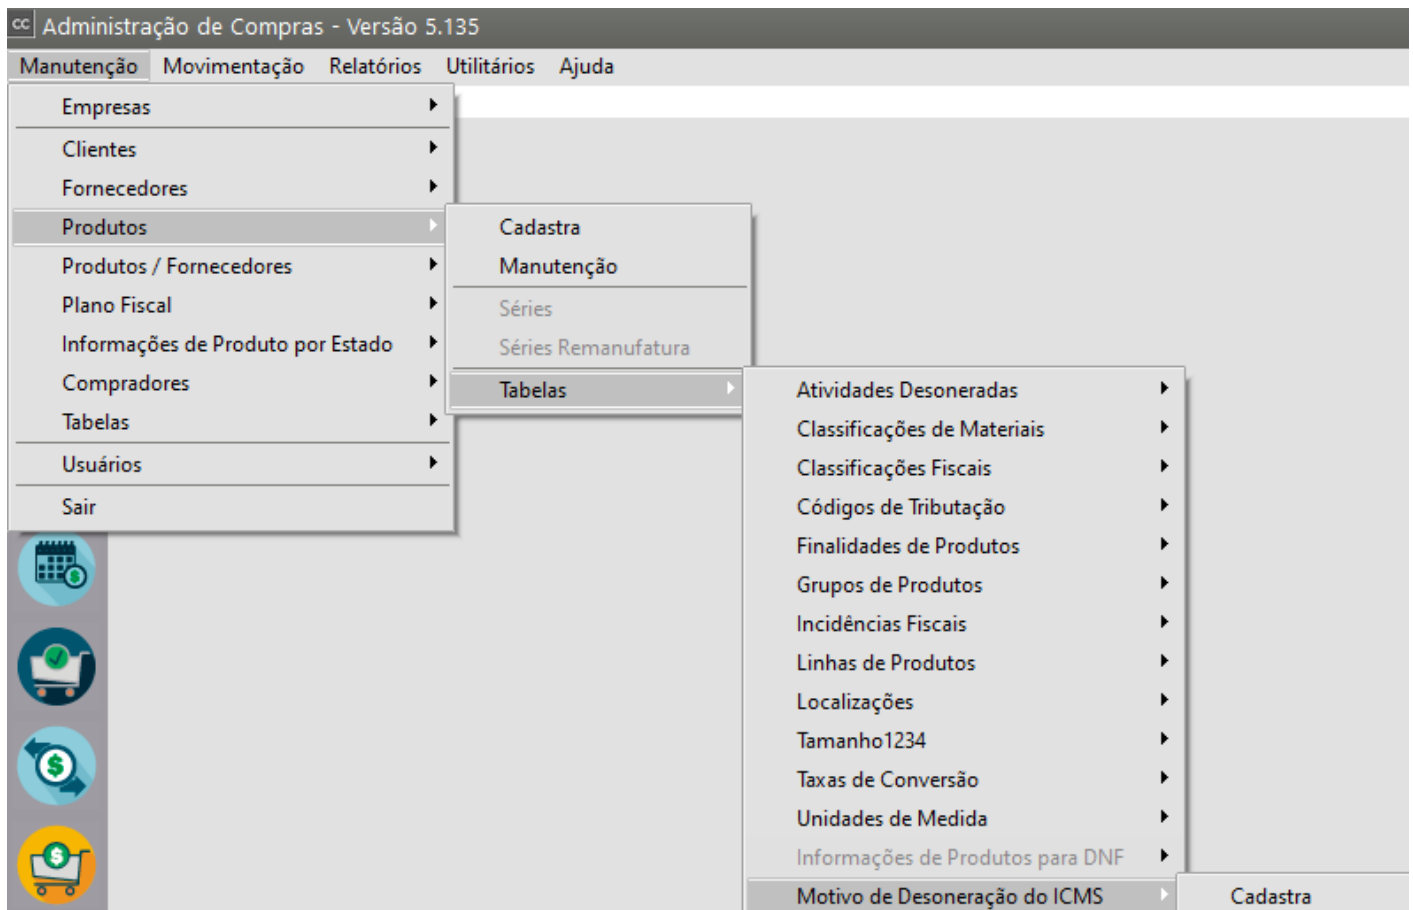 cc Administração de Compras - Versão 5.135
Manutenção Movimentação Relatórios Utilitários Ajuda
Empresas
Clientes
Fornecedores
Produtos
Produtos / Fornecedores
Plano Fiscal
Informações de Produto por Estado
Compradores
Tabelas
Usuários
Sair
Cadastra
Manutenção
Séries
Séries Remanufatura
Tabelas
Atividades Desoneradas
Classificações de Materiais
Classificações Fiscais
Códigos de Tributação
Finalidades de Produtos
Grupos de Produtos
Incidências Fiscais
Linhas de Produtos
Localizações
Tamanho1234
Taxas de Conversão
Unidades de Medida
Informações de Produtos para DNF
Motivo de Desoneração do ICMS
Cadastra